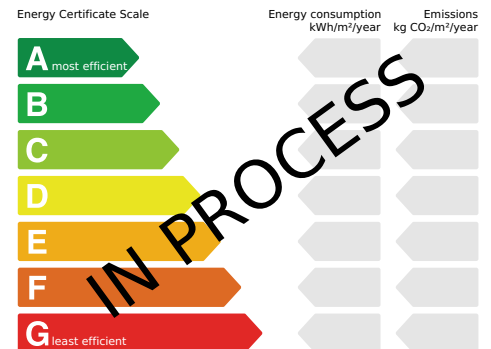 Energy Certificate Scale
Energy consumption
kWh/m²/year
Emissions
kg CO₂/m²/year
A most efficient
B
C
D
E
F
G least efficient
IN PROCESS